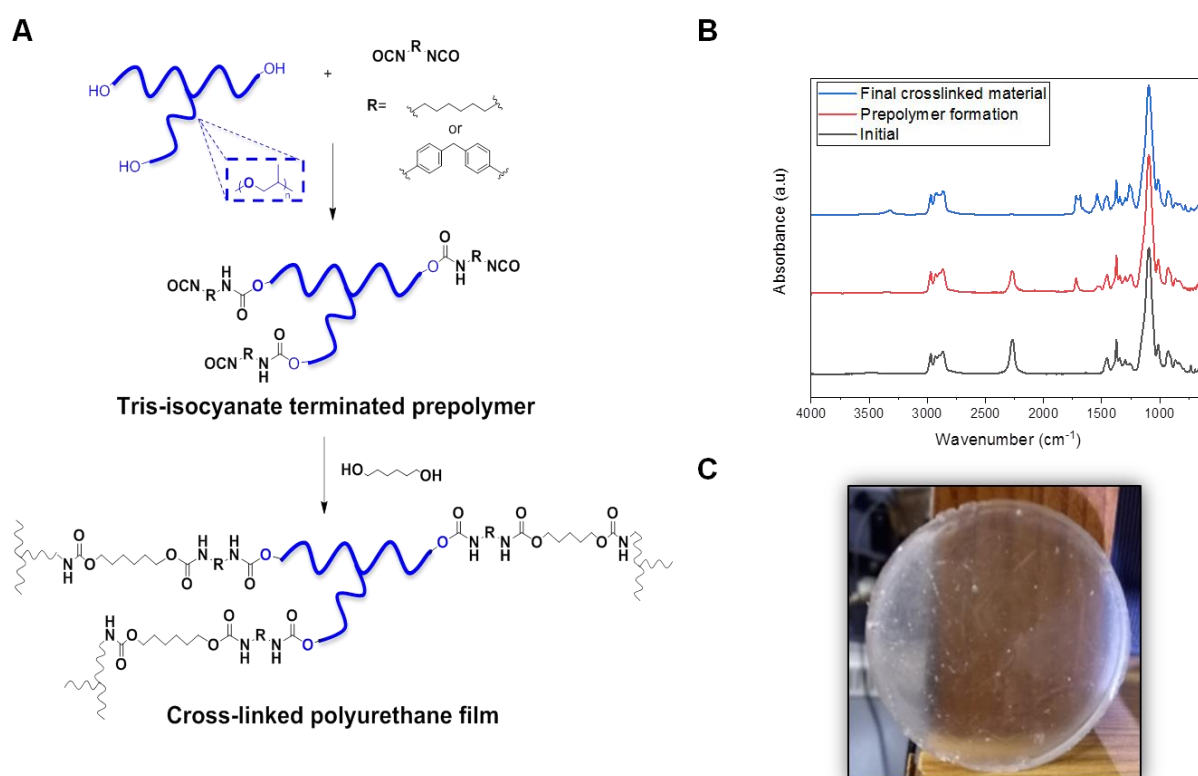 A
HO
OH
HO
O
n
+
OCN R NCO
R=
or
OCN R N H O O
O O N H R NCO
OCN R N H O O
Tris-isocyanate terminated prepolymer
HO OH
N H O O O O N H R N H O O
O O N H R N H O O O O N H
N H O O O O N H R N H O O
Cross-linked polyurethane film
B
Final crosslinked material
Prepolymer formation
Initial
Absorbance (a.u)
4000 3500 3000 2500 2000 1500 1000
Wavenumber (cm⁻¹)
C